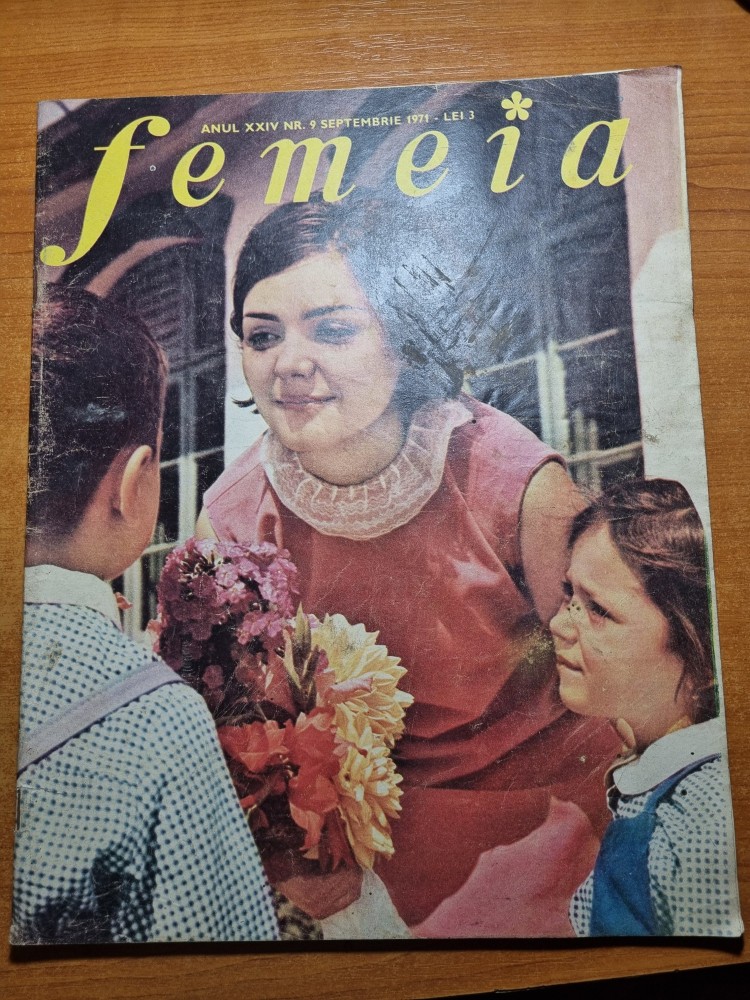 ANUL XXIV NR. 9 SEPTEMBRIE 1971 - LEI 3
femeia